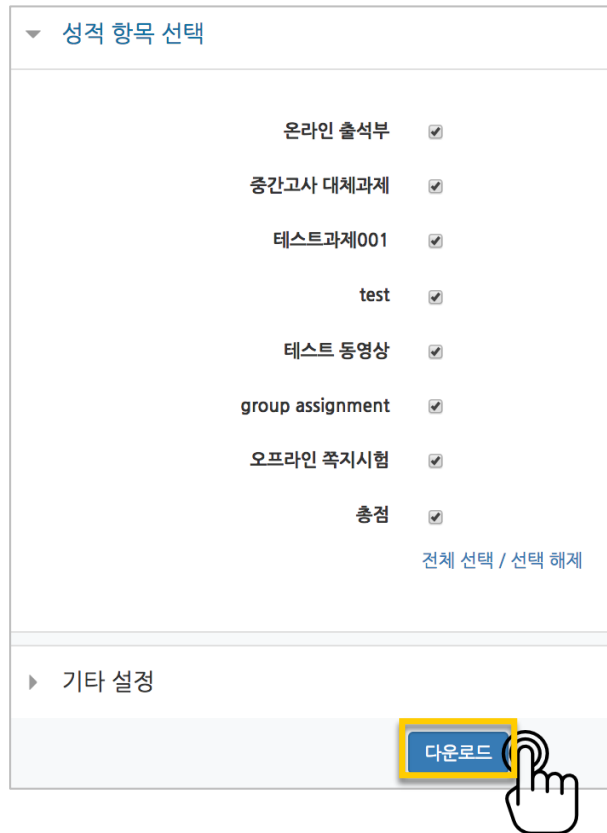 성적 항목 선택
온라인 출석부
중간고사 대체과제
테스트과제001
test
테스트 동영상
group assignment
오프라인 쪽지시험
총점
전체 선택 / 선택 해제
기타 설정
다운로드